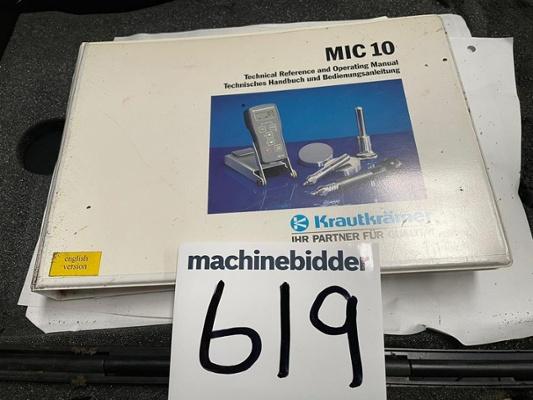 MIC 10
Technical Reference and Operating Manual
Technisches Handbuch und Bedienungsanleitung
Krautkrämer
IHR PARTNER FÜR
english
version
machinebidder
619